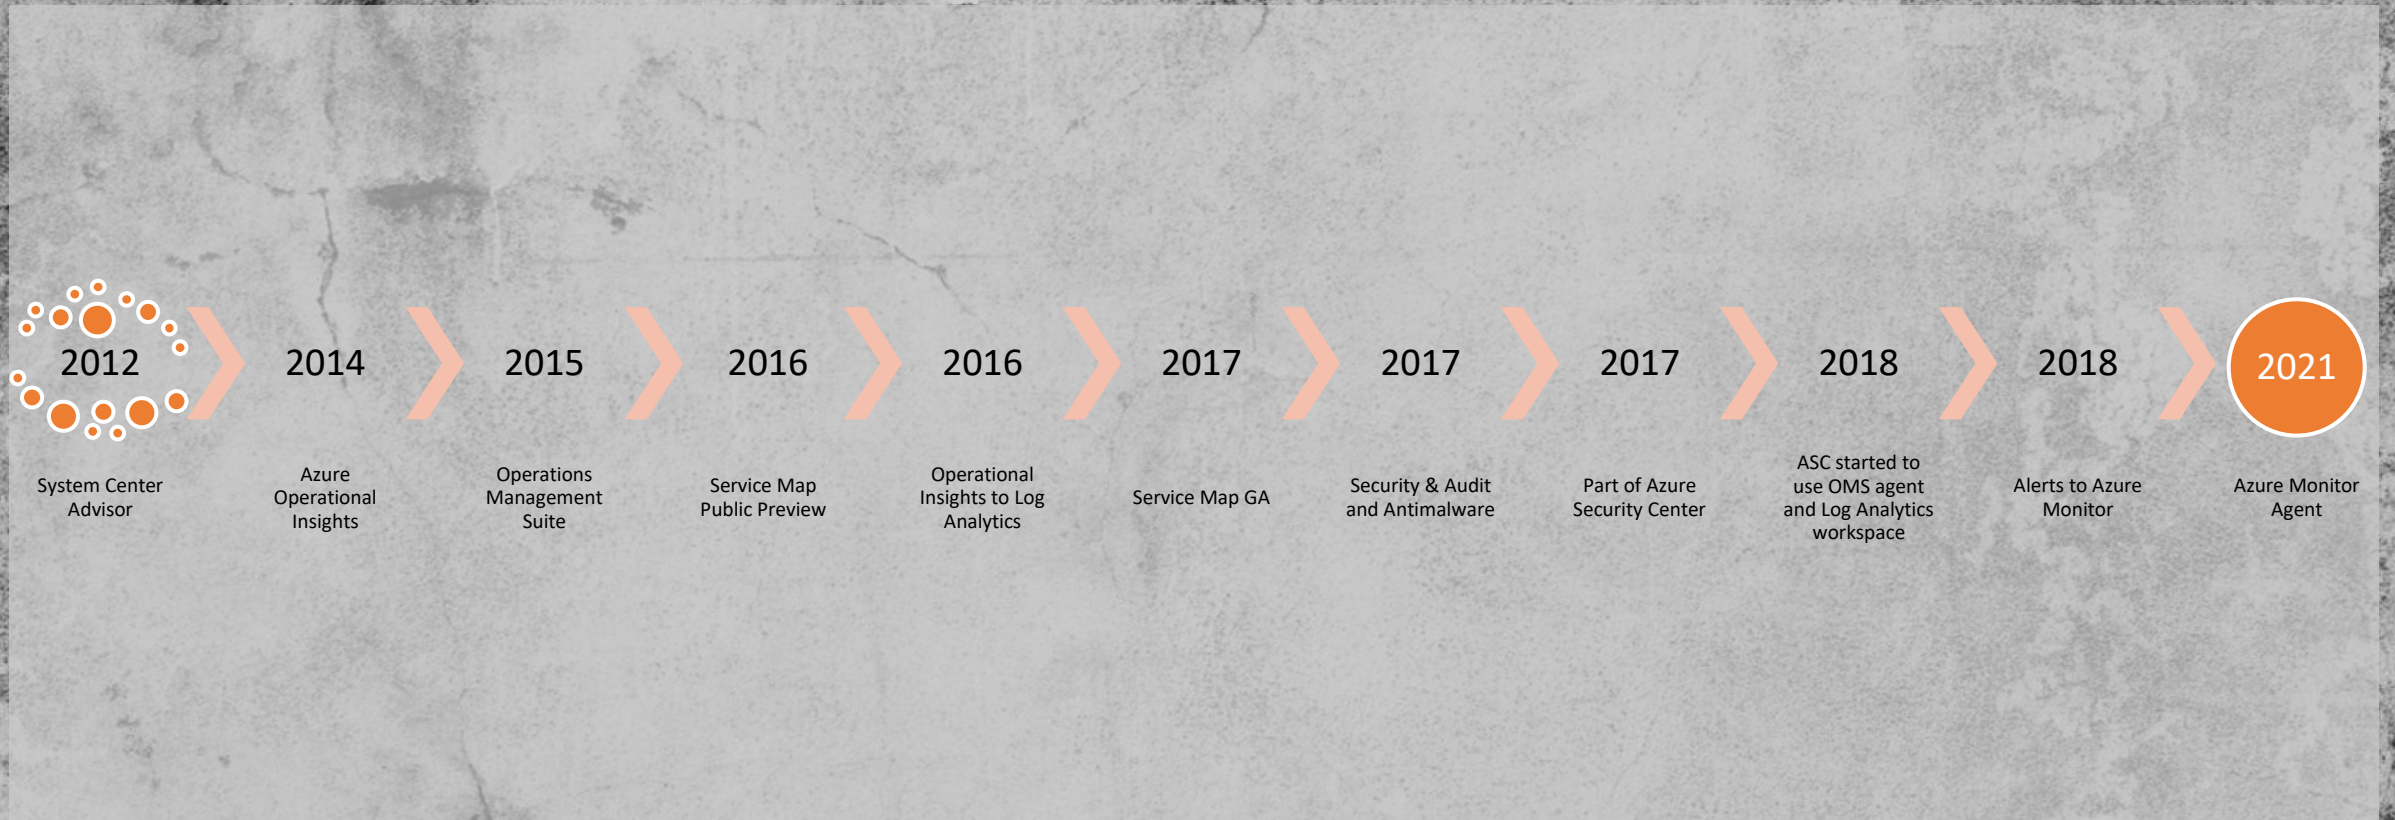 2012
System Center
Advisor
2014
Azure
Operational
Insights
2015
Operations
Management
Suite
2016
Service Map
Public Preview
2016
Operational
Insights to Log
Analytics
2017
Service Map GA
2017
Security & Audit
and Antimalware
2017
Part of Azure
Security Center
2018
ASC started to
use OMS agent
and Log Analytics
workspace
2018
Alerts to Azure
Monitor
2021
Azure Monitor
Agent